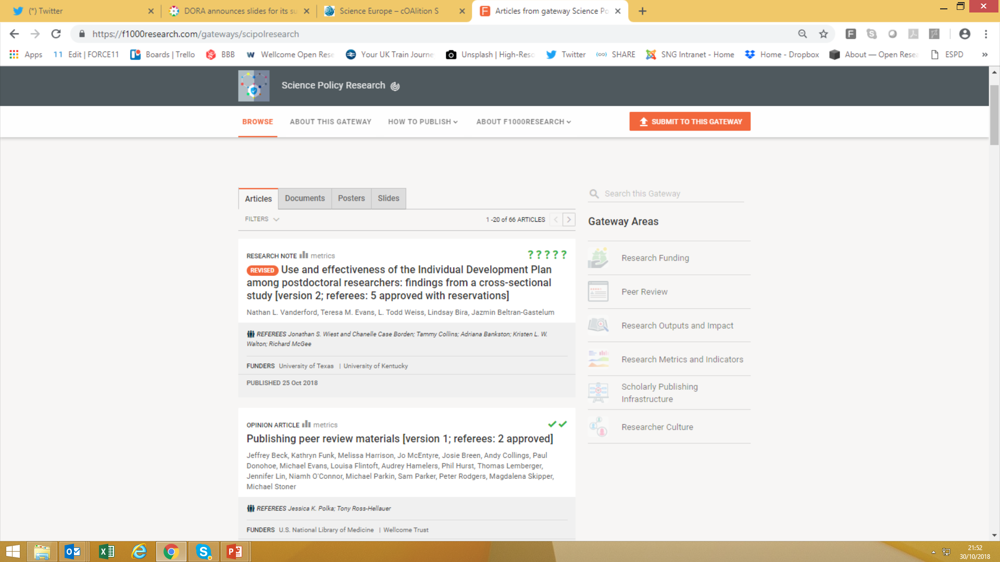 (*) Twitter
DORA announces slides for its su
Science Europe – cOAlition S
Articles from gateway Science Po
https://f1000research.com/gateways/scipolresearch
Apps
Edit | FORCE11
Boards | Trello
BBB
Wellcome Open Rese
Your UK Train Journe
Unsplash | High-Reso
Twitter
SHARE
SNG Intranet - Home
Home - Dropbox
About — Open Resea
ESPD
»
Science Policy Research
BROWSE
ABOUT THIS GATEWAY
HOW TO PUBLISH
ABOUT F1000RESEARCH
SUBMIT TO THIS GATEWAY
Articles
Documents
Posters
Slides
FILTERS
1 -20 of 66 ARTICLES
RESEARCH NOTE metrics
? ? ? ? ?
REVISED Use and effectiveness of the Individual Development Plan
among postdoctoral researchers: findings from a cross-sectional
study [version 2; referees: 5 approved with reservations]
Nathan L. Vanderford, Teresa M. Evans, L. Todd Weiss, Lindsay Bira, Jazmin Beltran-Gastelum
REFEREES Jonathan S. Wiest and Chanelle Case Borden; Tammy Collins; Adriana Bankston; Kristen L. W.
Walton; Richard McGee
FUNDERS University of Texas | University of Kentucky
PUBLISHED 25 Oct 2018
OPINION ARTICLE metrics
Publishing peer review materials [version 1; referees: 2 approved]
Jeffrey Beck, Kathryn Funk, Melissa Harrison, Jo McEntyre, Josie Breen, Andy Collings, Paul
Donohoe, Michael Evans, Louisa Flintoft, Audrey Hamelers, Phil Hurst, Thomas Lemberger,
Jennifer Lin, Niamh O'Connor, Michael Parkin, Sam Parker, Peter Rodgers, Magdalena Skipper,
Michael Stoner
REFEREES Jessica K. Polka; Tony Ross-Hellauer
FUNDERS U.S. National Library of Medicine | Wellcome Trust
Search this Gateway
Gateway Areas
Research Funding
Peer Review
Research Outputs and Impact
Research Metrics and Indicators
Scholarly Publishing
Infrastructure
Researcher Culture
21:52
30/10/2018